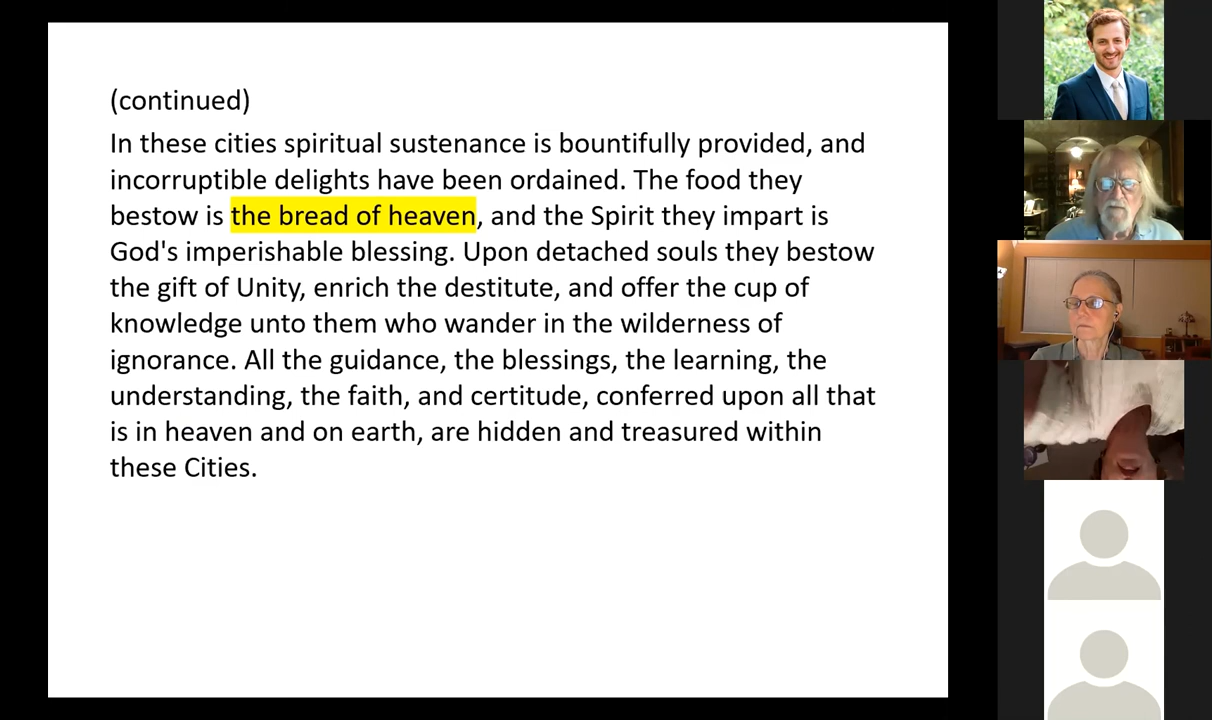 (continued)
In these cities spiritual sustenance is bountifully provided, and
incorruptible delights have been ordained. The food they
bestow is the bread of heaven, and the Spirit they impart is
God's imperishable blessing. Upon detached souls they bestow
the gift of Unity, enrich the destitute, and offer the cup of
knowledge unto them who wander in the wilderness of
ignorance. All the guidance, the blessings, the learning, the
understanding, the faith, and certitude, conferred upon all that
is in heaven and on earth, are hidden and treasured within
these Cities.